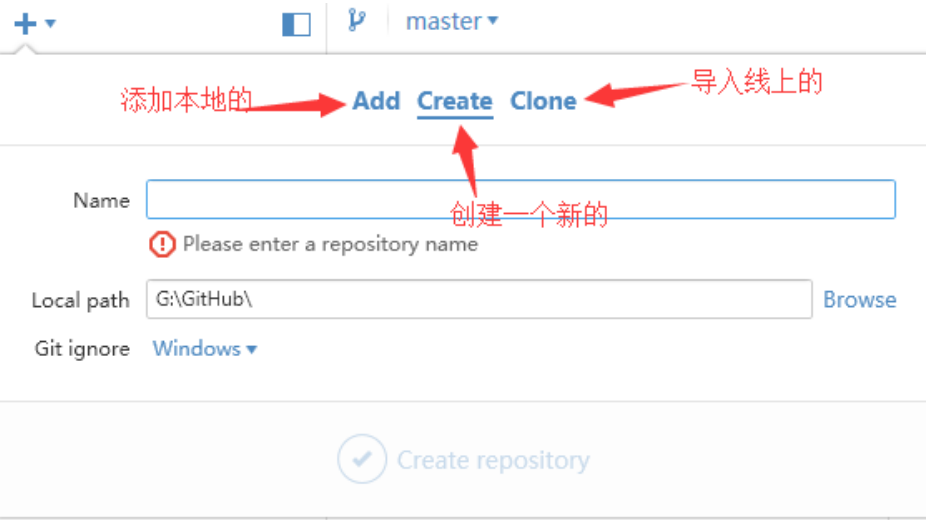 master
添加本地的 Add Create Clone 导入线上的
Name
创建一个新的
Please enter a repository name
Local path G:\GitHub\ Browse
Git ignore Windows
Create repository